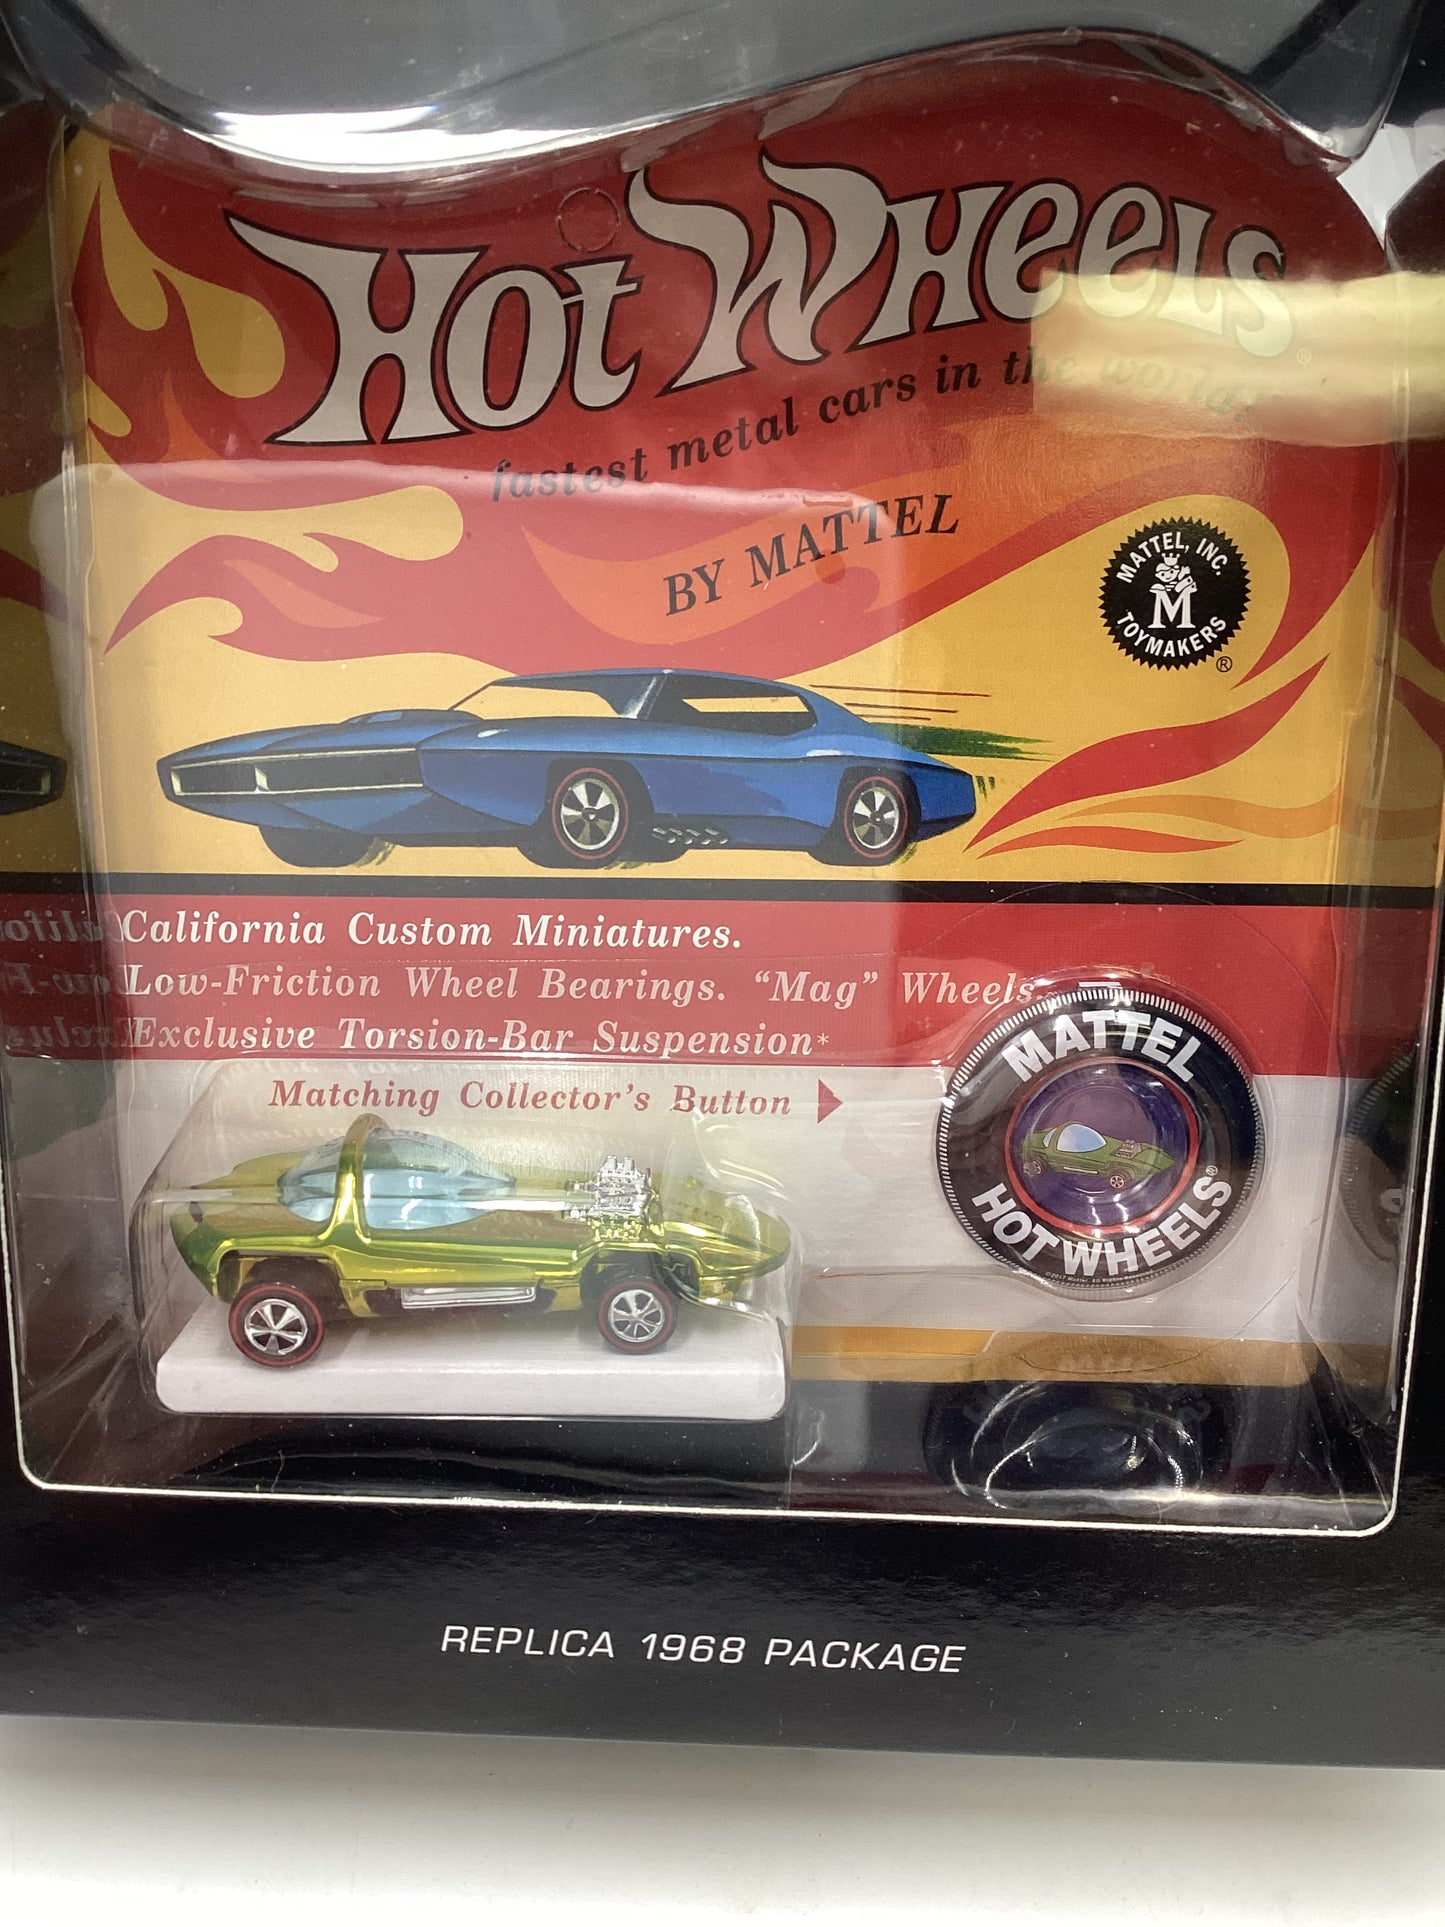 Hot Wheels®
fastest metal cars in the world!
BY MATTEL
MATTEL, INC.
M
TOYMAKERS
®
California Custom Miniatures.
Low-Friction Wheel Bearings. “Mag” Wheels.
Exclusive Torsion-Bar Suspension*
Matching Collector's Button
MATTEL
HOT WHEELS®
REPLICA 1968 PACKAGE